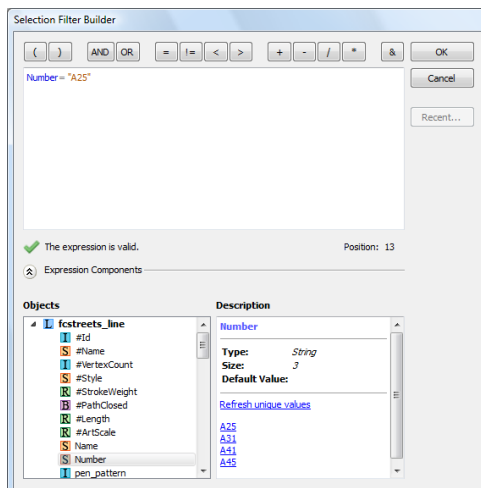 Selection Filter Builder
( ) AND OR = != < > + - / * & OK
Number= "A25"
Cancel
Recent...
The expression is valid. Position: 13
Expression Components
Objects
L fcstreets_line
I #Id
S #Name
I #VertexCount
S #Style
R #StrokeWeight
B #PathClosed
R #Length
R #ArtScale
S Name
S Number
I pen_pattern
Description
Number
Type: String
Size: 3
Default Value:
Refresh unique values
A25
A31
A41
A45